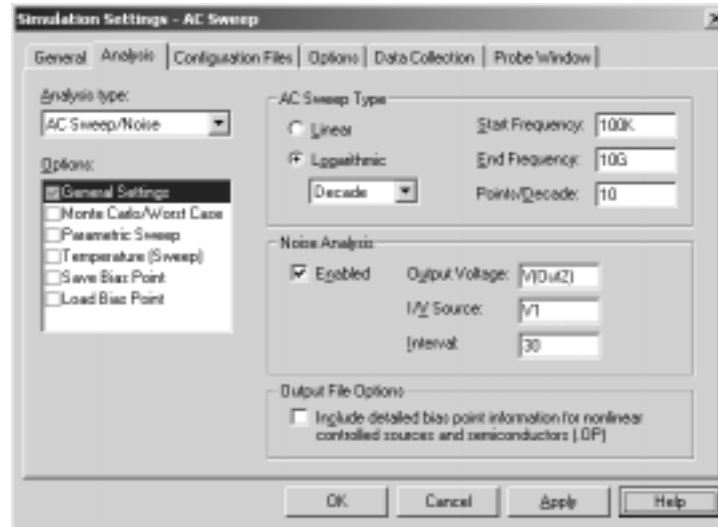 Simulation Settings - AC Sweep
General Analysis Configuration Files Options Data Collection Probe Window
Analysis type:
AC Sweep/Noise
Options:
General Settings
Monte Carlo/Worst Case
Parametric Sweep
Temperature (Sweep)
Save Bias Point
Load Bias Point
AC Sweep Type
Linear
Logarithmic
Decade
Start Frequency: 100K
End Frequency: 10G
Points/Decade: 10
Noise Analysis
Enabled
Output Voltage: V(Out2)
I/V Source: V1
Interval: 30
Output File Options
Include detailed bias point information for nonlinear
controlled sources and semiconductors (.OP)
OK Cancel Apply Help